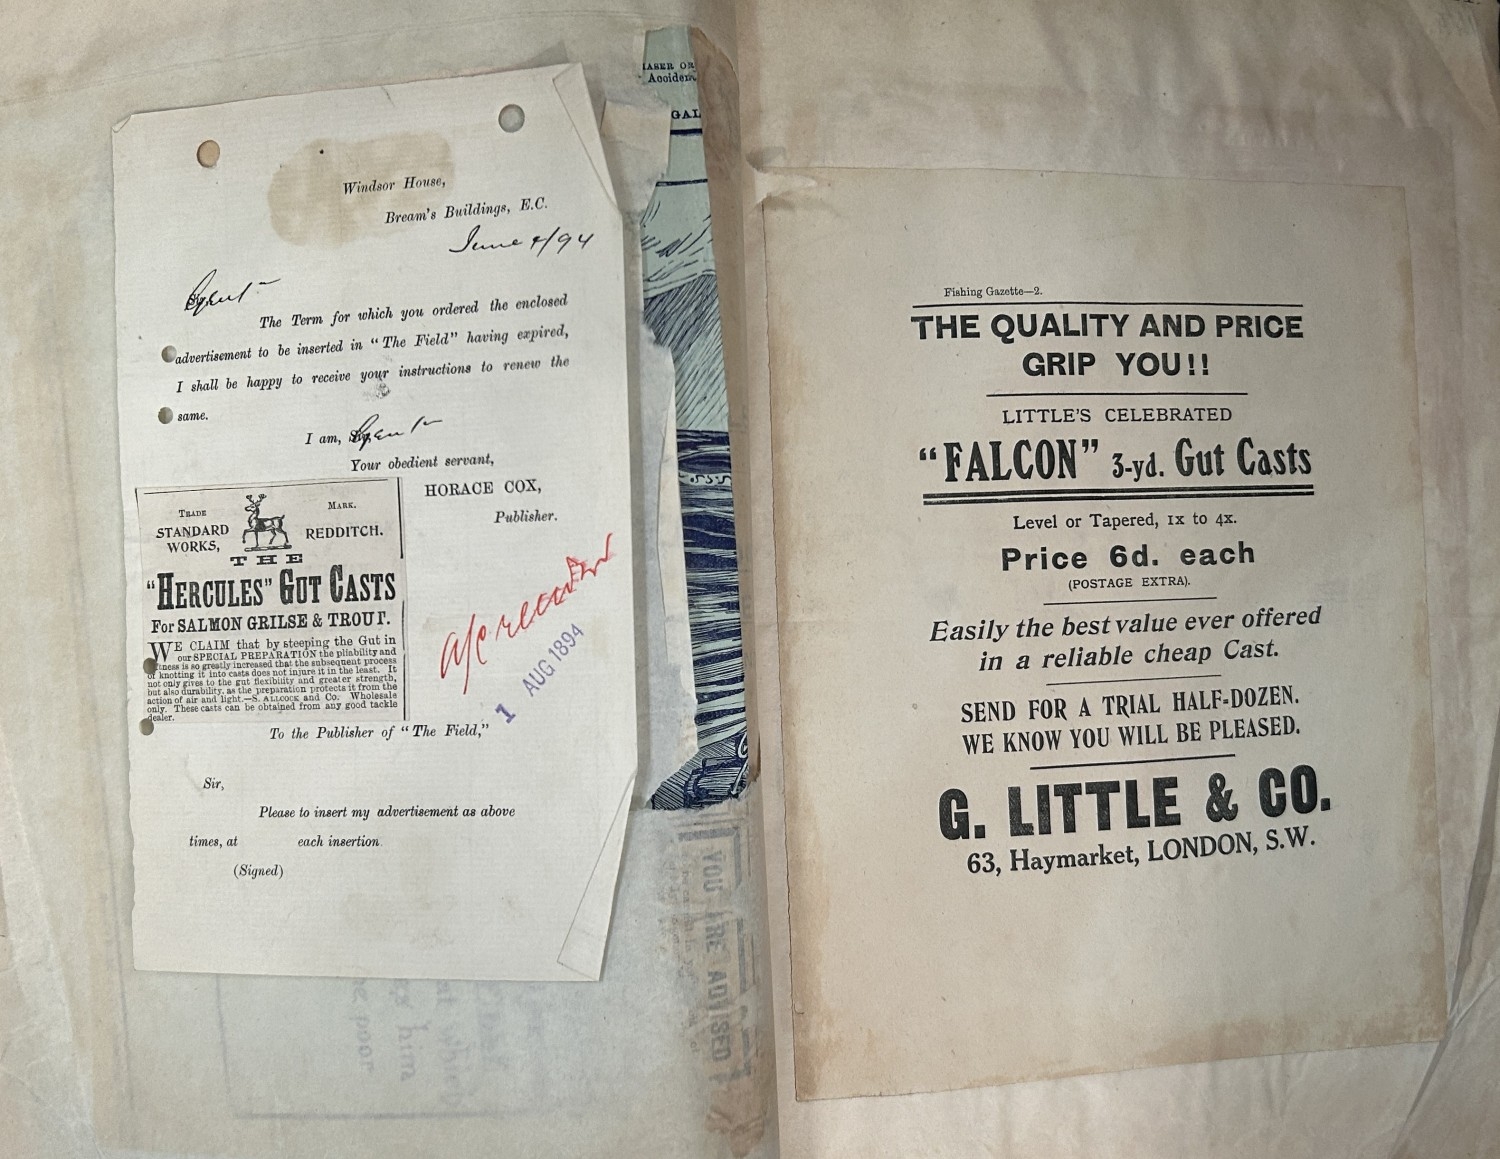 Windsor House,
Bream's Buildings, E.C.
June 4/94
Gent
The Term for which you ordered the enclosed
advertisement to be inserted in "The Field" having expired,
I shall be happy to receive your instructions to renew the
same.
I am, Gent
Your obedient servant,
HORACE COX,
Publisher.
TRADE MARK.
STANDARD WORKS, REDDITCH.
THE
"HERCULES" GUT CASTS
For SALMON GRILSE & TROUT.
WE CLAIM that by steeping the Gut in
our SPECIAL PREPARATION the pliability and
ftness is so greatly increased that the subsequent process
of knotting it into casts does not injure it in the least. It
not only gives to the gut flexibility and greater strength,
but also durability, as the preparation protects it from the
action of air and light.—S. ALLCOCK and Co. Wholesale
only. These casts can be obtained from any good tackle
dealer.
1 AUG 1894
To the Publisher of "The Field,"
Sir,
Please to insert my advertisement as above
times, at each insertion.
(Signed)
ASER OR
Acciden
GAL
YOU ARE ADVISED
Fishing Gazette—2.
THE QUALITY AND PRICE
GRIP YOU!!
LITTLE'S CELEBRATED
"FALCON" 3-yd. Gut Casts
Level or Tapered, 1x to 4x.
Price 6d. each
(POSTAGE EXTRA).
Easily the best value ever offered
in a reliable cheap Cast.
SEND FOR A TRIAL HALF-DOZEN.
WE KNOW YOU WILL BE PLEASED.
G. LITTLE & CO.
63, Haymarket, LONDON, S.W.